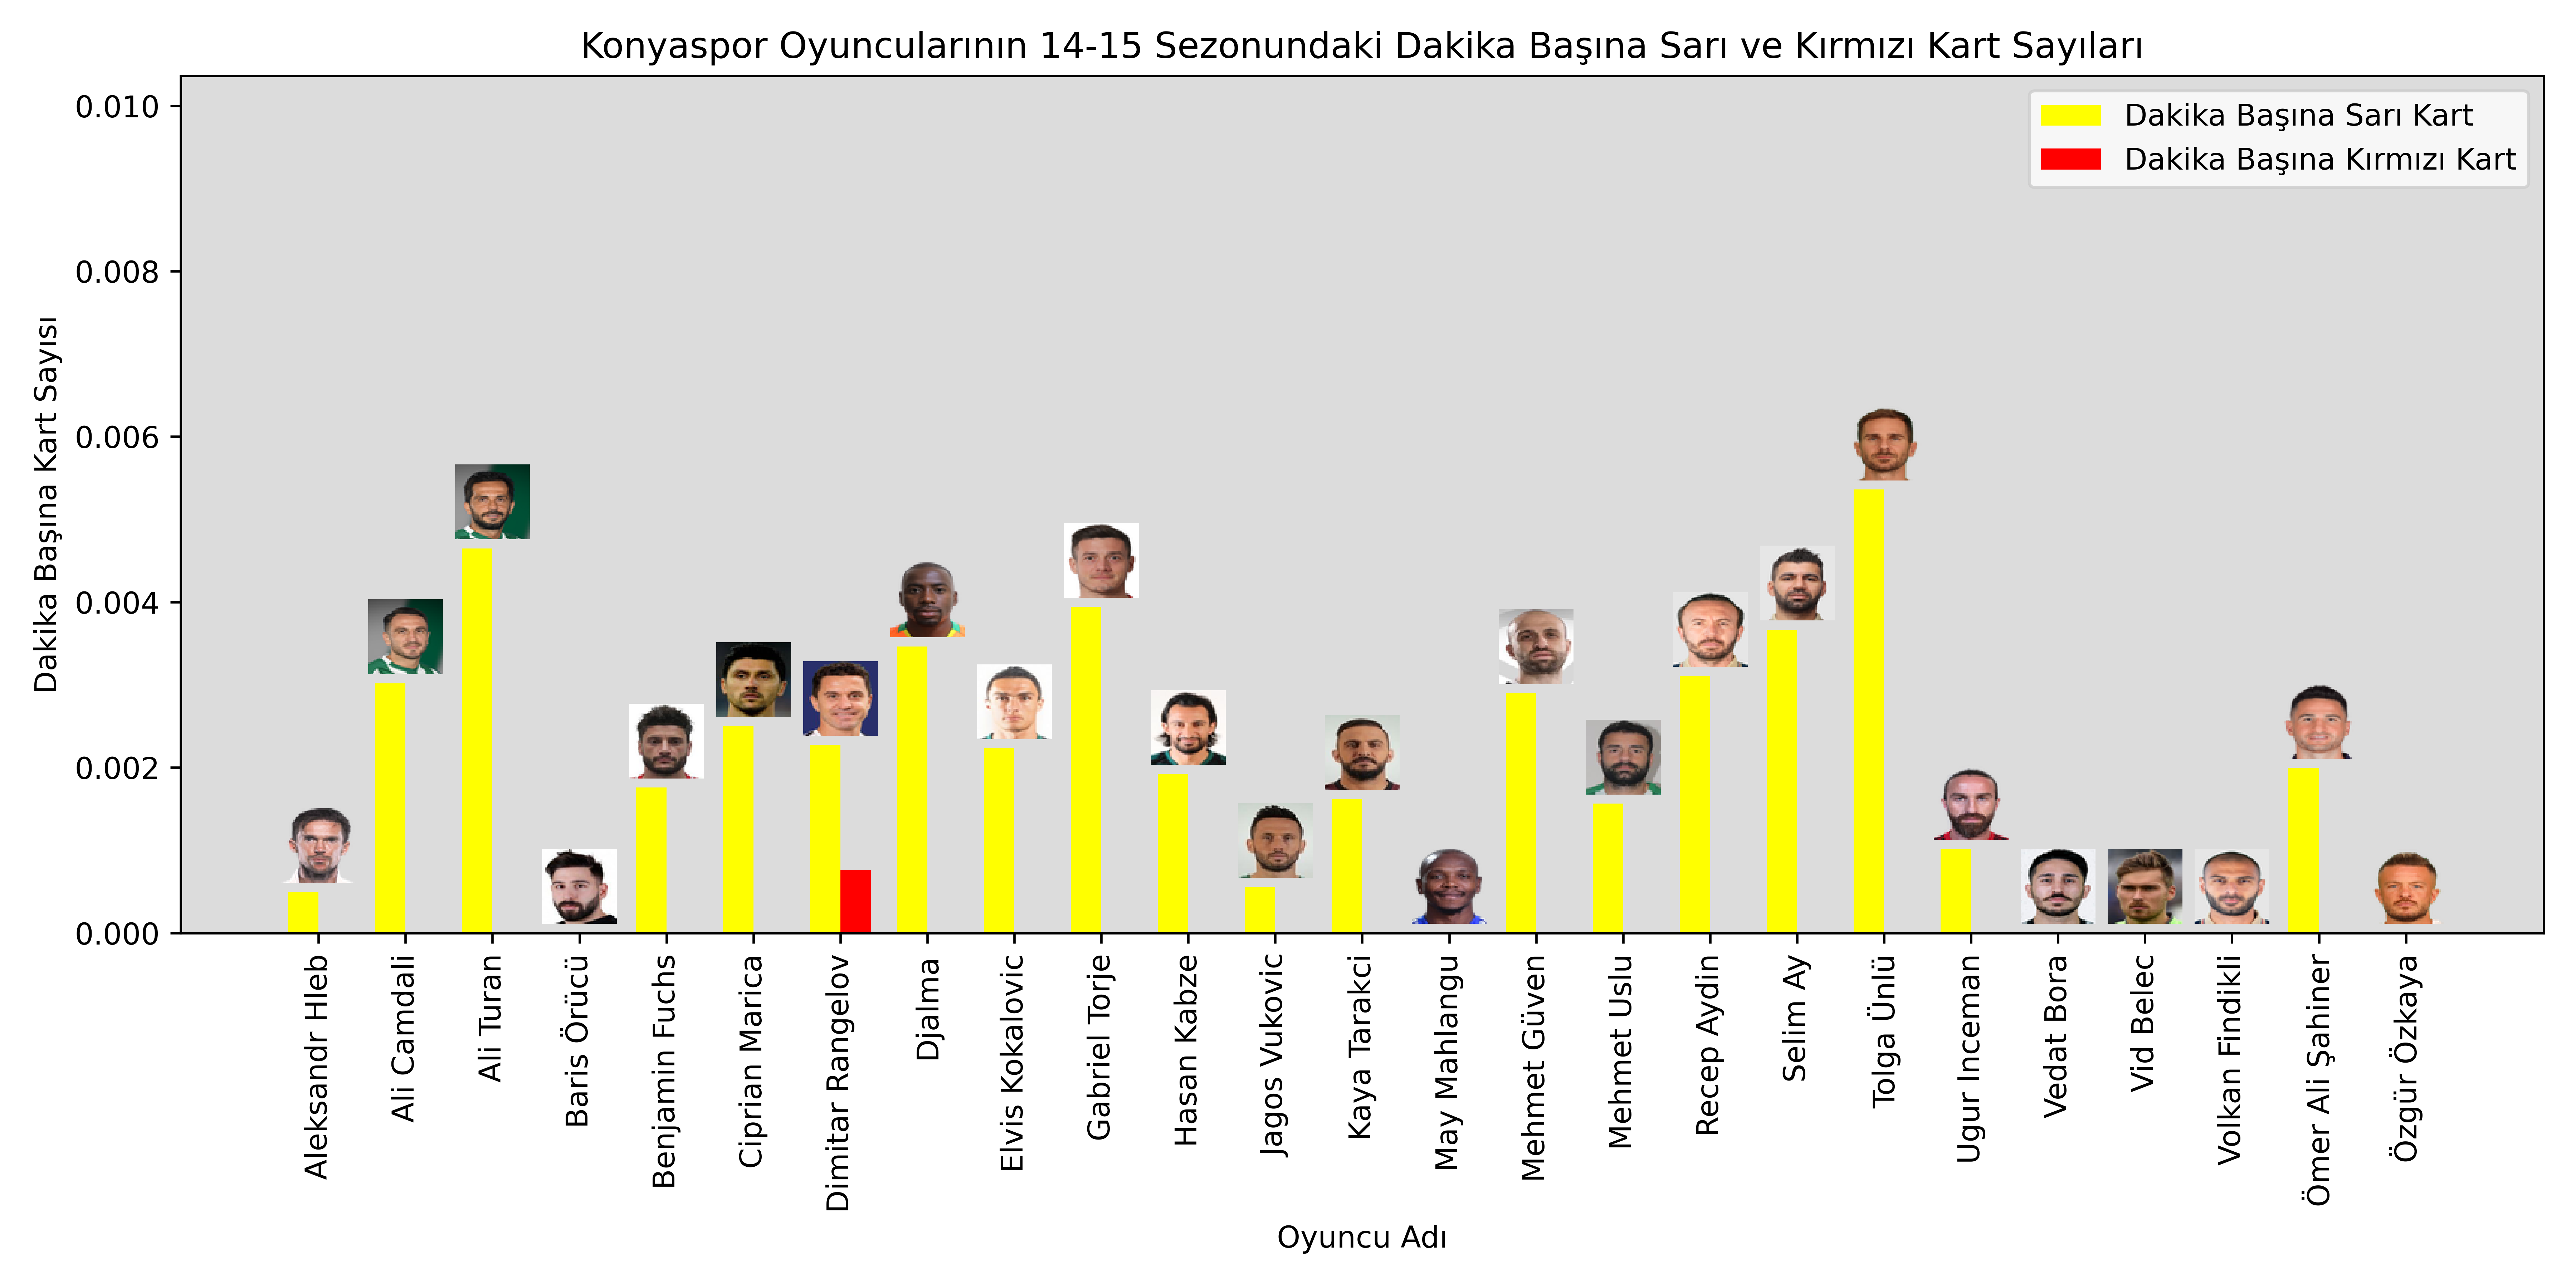 Konyaspor Oyuncularının 14-15 Sezonundaki Dakika Başına Sarı ve Kırmızı Kart Sayıları
Dakika Başına Sarı Kart
Dakika Başına Kırmızı Kart
Dakika Başına Kart Sayısı
0.010
0.008
0.006
0.004
0.002
0.000
Aleksandr Hleb
Ali Camdali
Ali Turan
Baris Örücü
Benjamin Fuchs
Ciprian Marica
Dimitar Rangelov
Djalma
Elvis Kokalovic
Gabriel Torje
Hasan Kabze
Jagos Vukovic
Kaya Tarakci
May Mahlangu
Mehmet Güven
Mehmet Uslu
Recep Aydin
Selim Ay
Tolga Ünlü
Ugur Inceman
Vedat Bora
Vid Belec
Volkan Findikli
Ömer Ali Şahiner
Özgür Özkaya
Oyuncu Adı